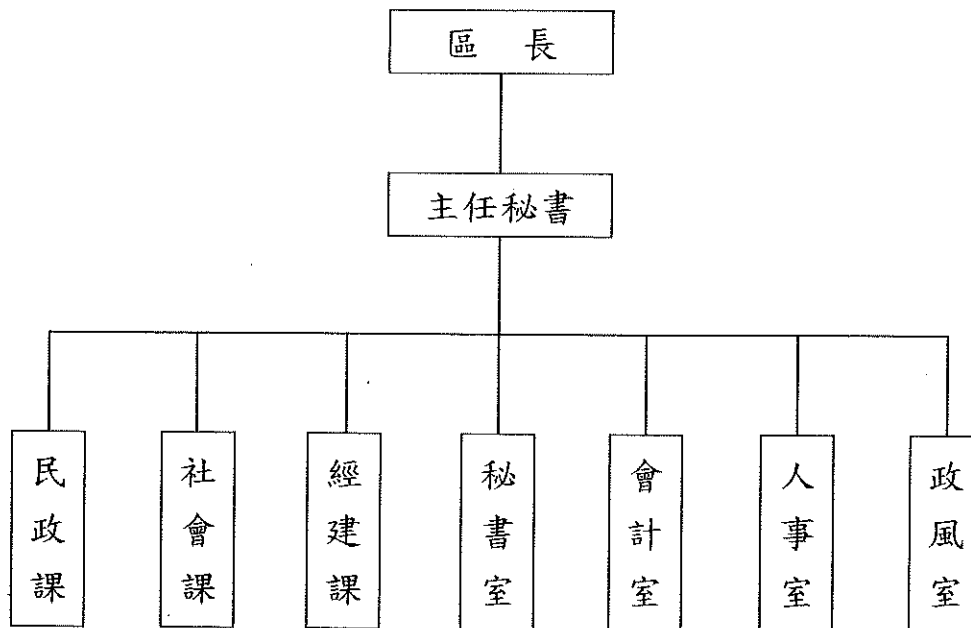 區 長
主任秘書
民政課
社會課
經建課
秘書室
會計室
人事室
政風室